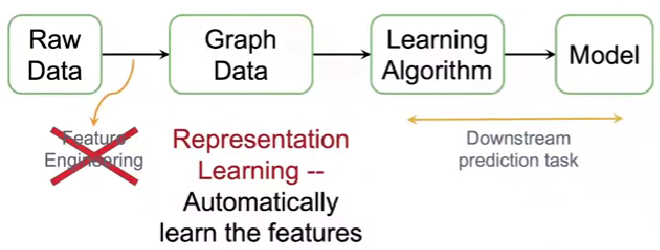 Raw
Data
Graph
Data
Learning
Algorithm
Model
Feature
Engineering
Representation
Learning --
Automatically
learn the features
Downstream
prediction task